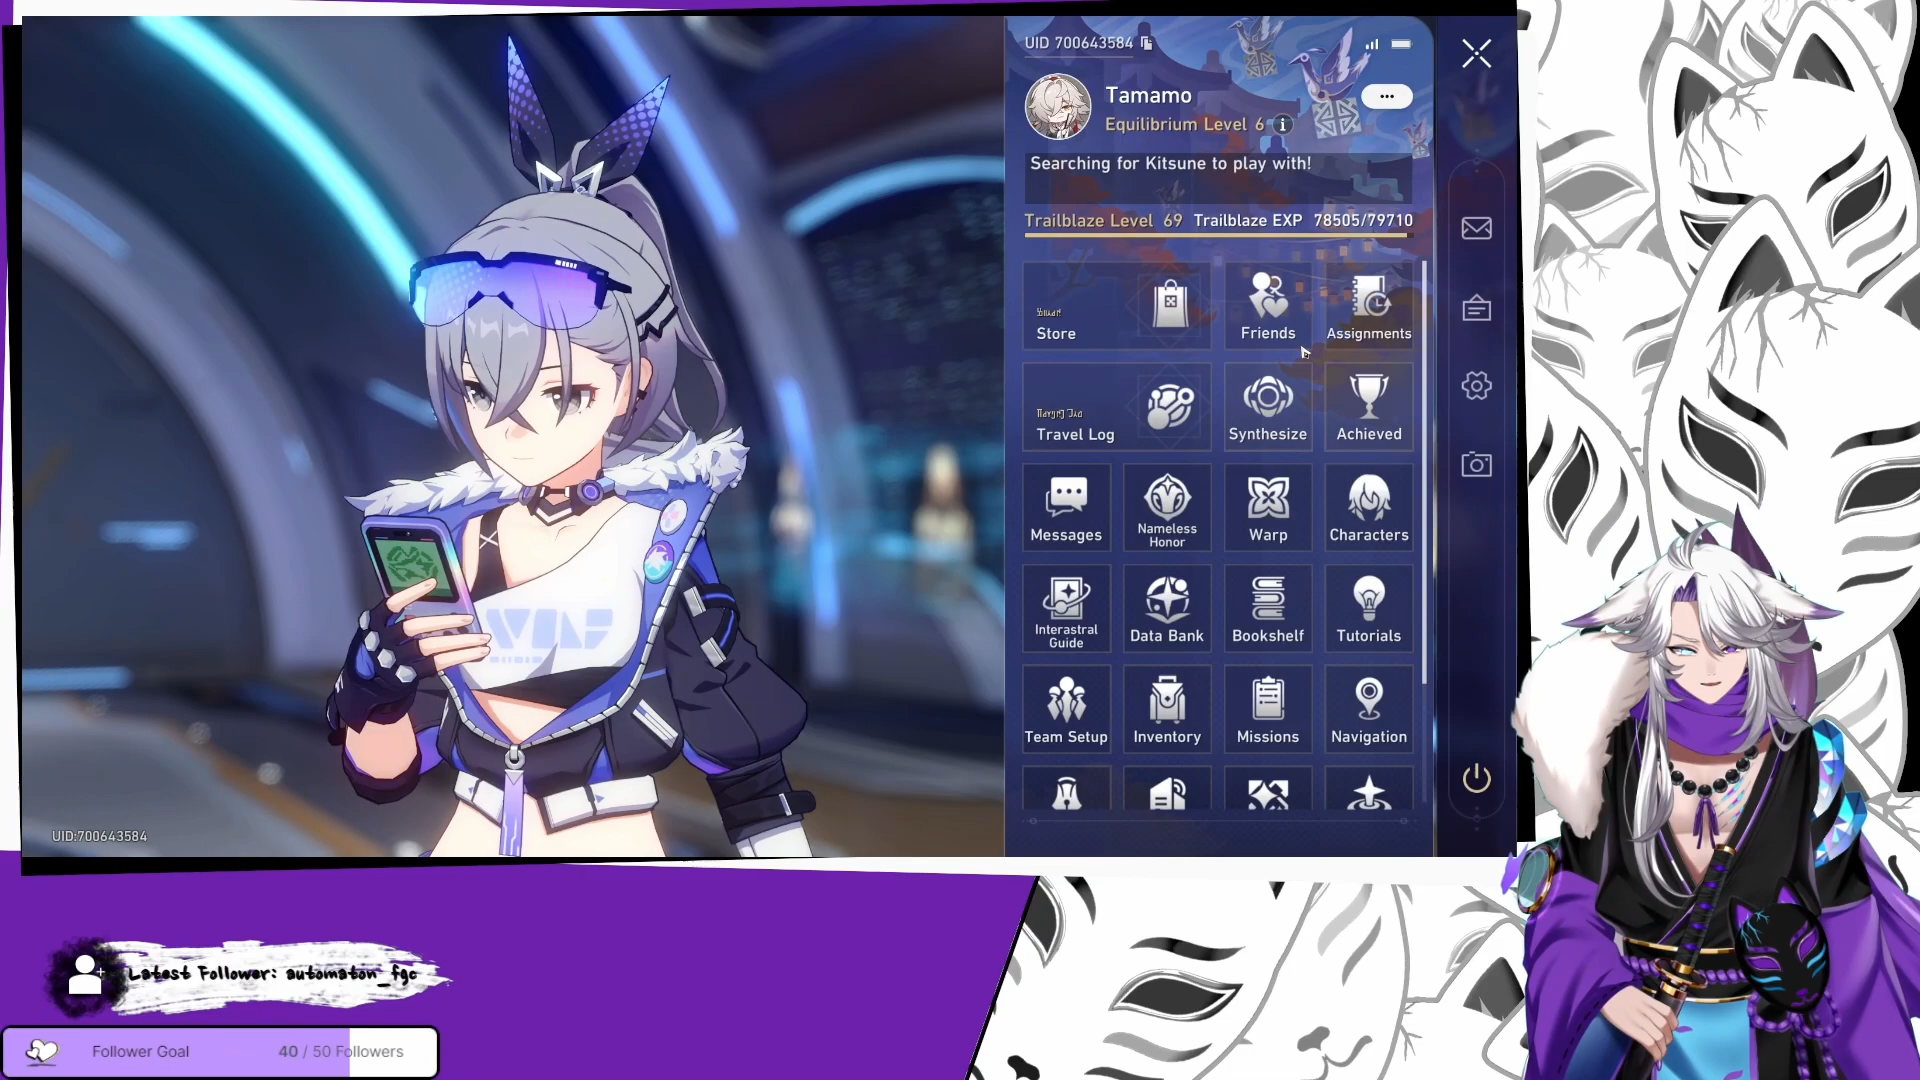 UID 700643584
Tamamo
Equilibrium Level 6
Searching for Kitsune to play with!
Trailblaze Level 69 Trailblaze EXP 78505/79710
Store
Friends
Assignments
Travel Log
Synthesize
Achieved
Messages
Nameless
Honor
Warp
Characters
Interastral
Guide
Data Bank
Bookshelf
Tutorials
Team Setup
Inventory
Missions
Navigation
UID:700643584
Latest Follower: automaton_fgc
Follower Goal 40 / 50 Followers